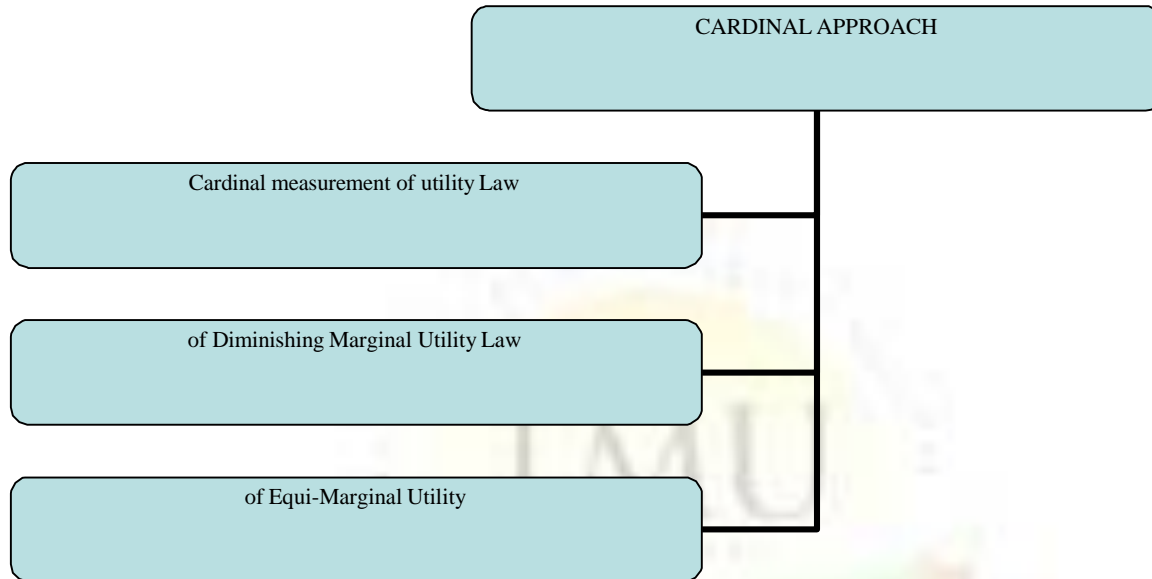 CARDINAL APPROACH
Cardinal measurement of utility Law
of Diminishing Marginal Utility Law
of Equi-Marginal Utility